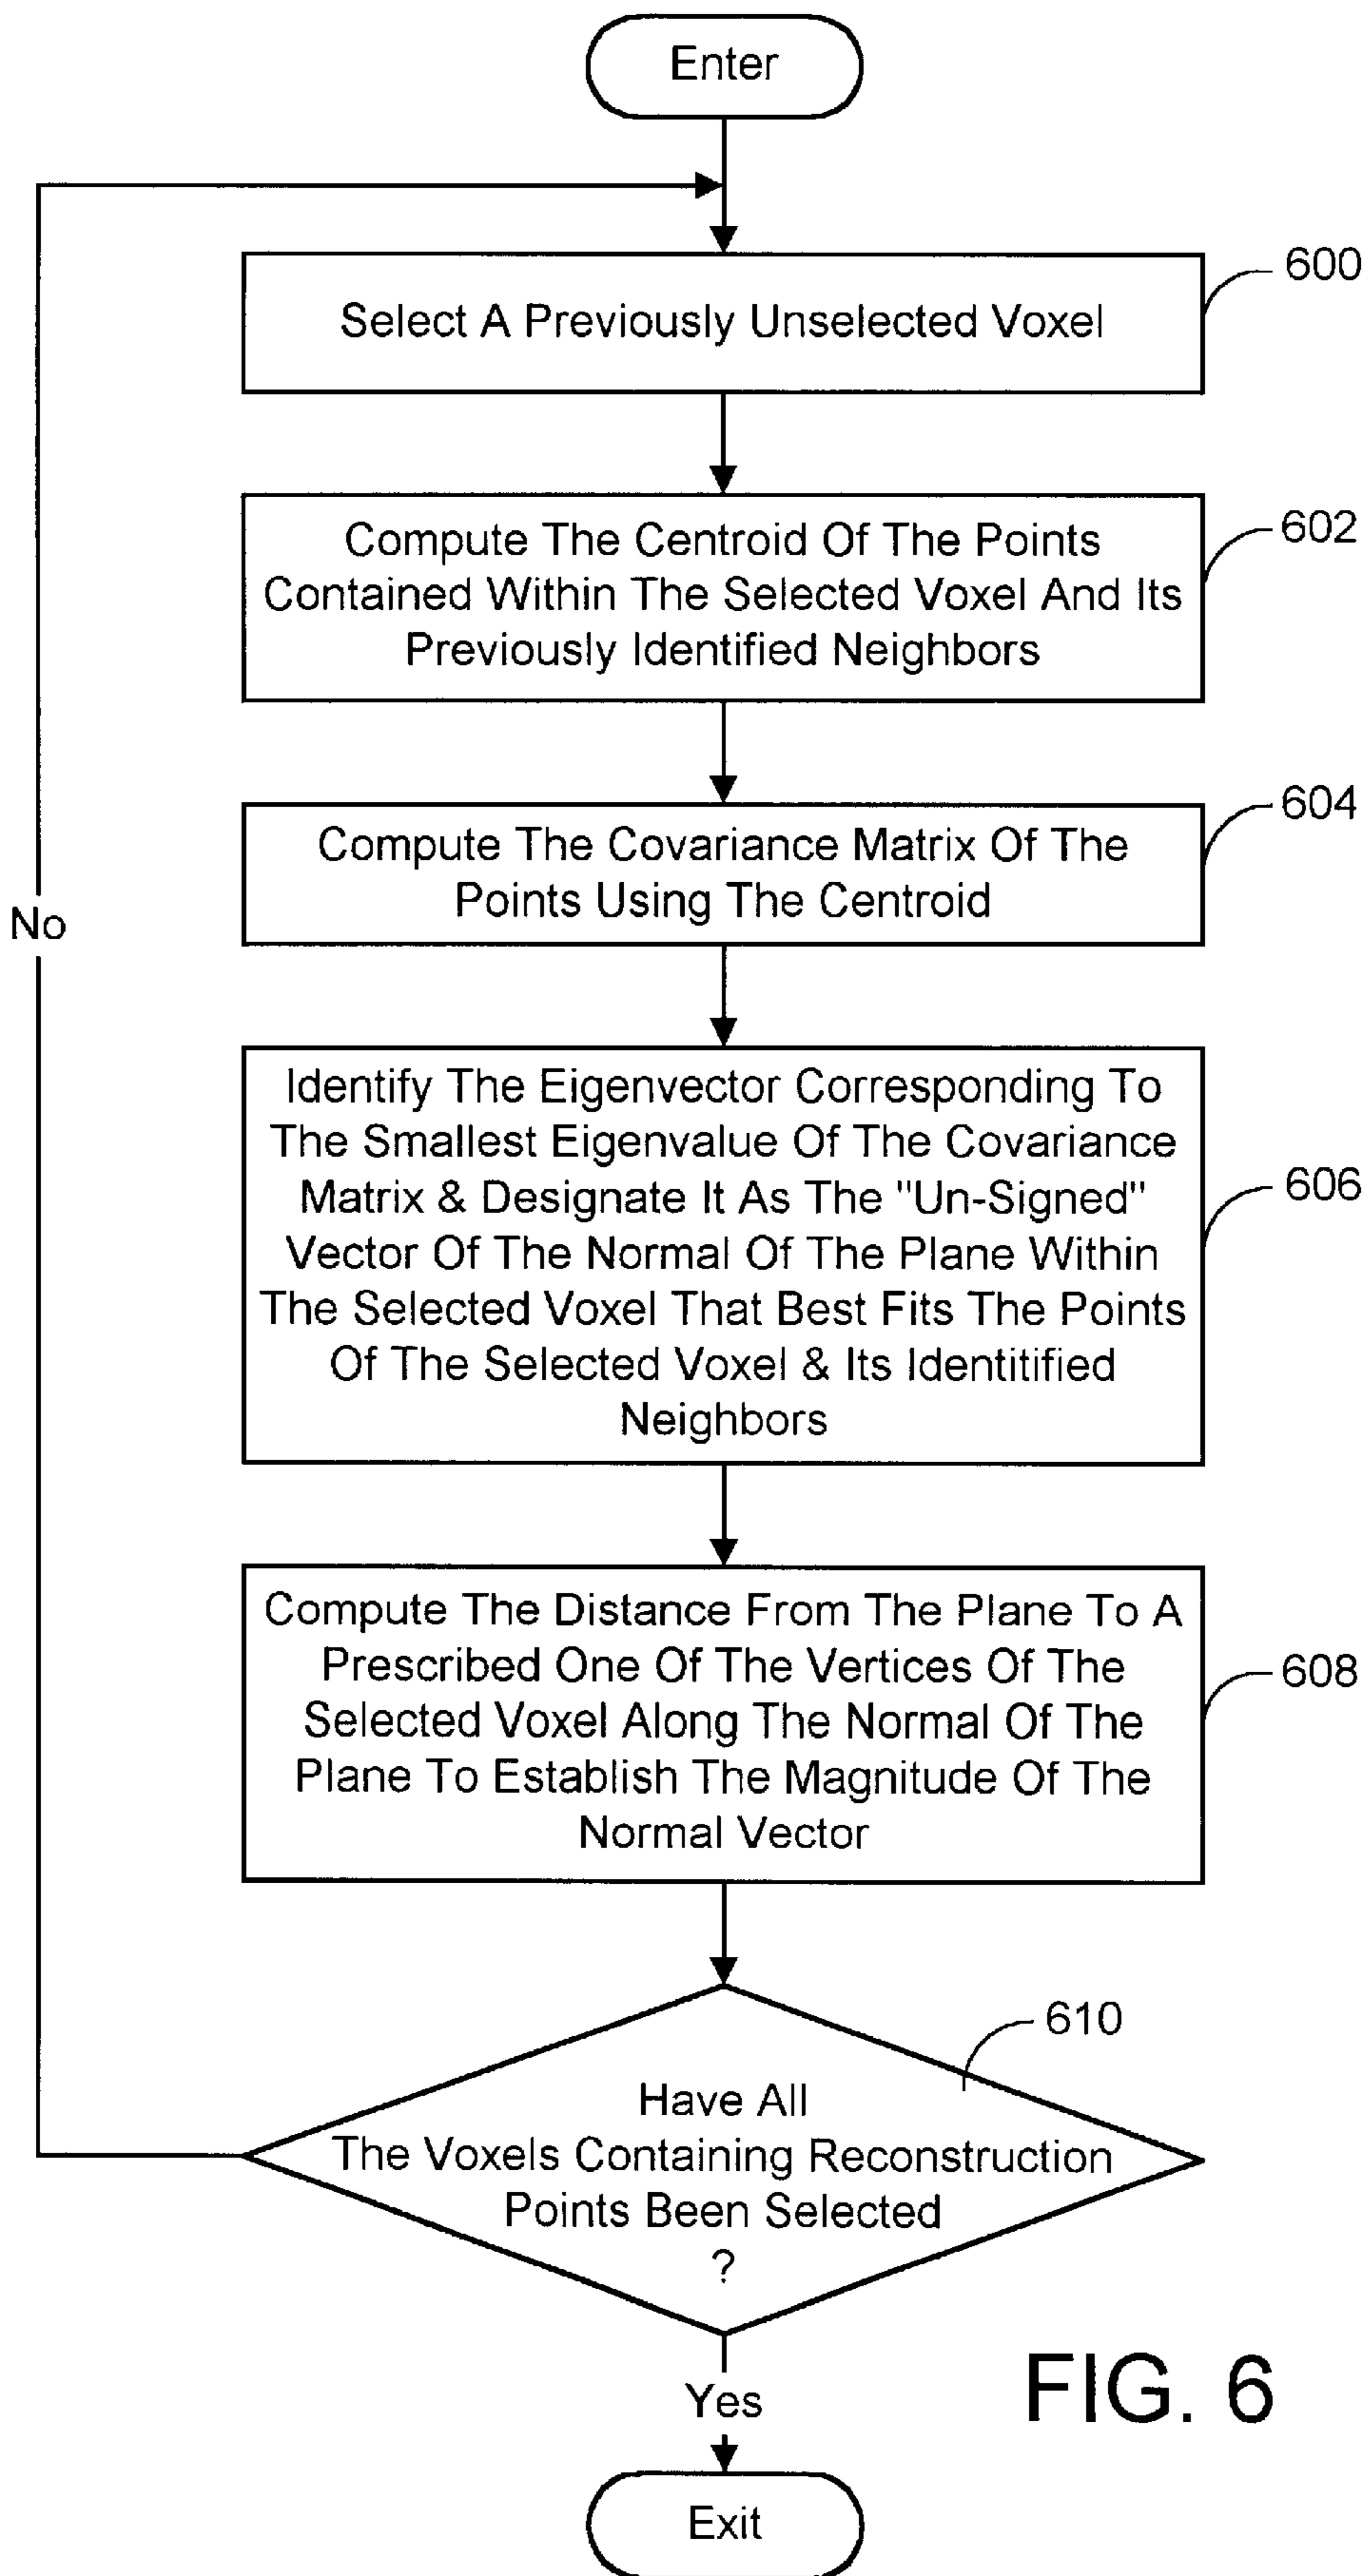 Enter
600
Select A Previously Unselected Voxel
602
Compute The Centroid Of The Points
Contained Within The Selected Voxel And Its
Previously Identified Neighbors
604
Compute The Covariance Matrix Of The
Points Using The Centroid
No
Identify The Eigenvector Corresponding To
The Smallest Eigenvalue Of The Covariance
Matrix & Designate It As The "Un-Signed"
606
Vector Of The Normal Of The Plane Within
The Selected Voxel That Best Fits The Points
Of The Selected Voxel & Its Identitified
Neighbors
Compute The Distance From The Plane To A
Prescribed One Of The Vertices Of The
608
Selected Voxel Along The Normal Of The
Plane To Establish The Magnitude Of The
Normal Vector
610
Have All
The Voxels Containing Reconstruction
Points Been Selected
?
FIG. 6
Yes
Exit